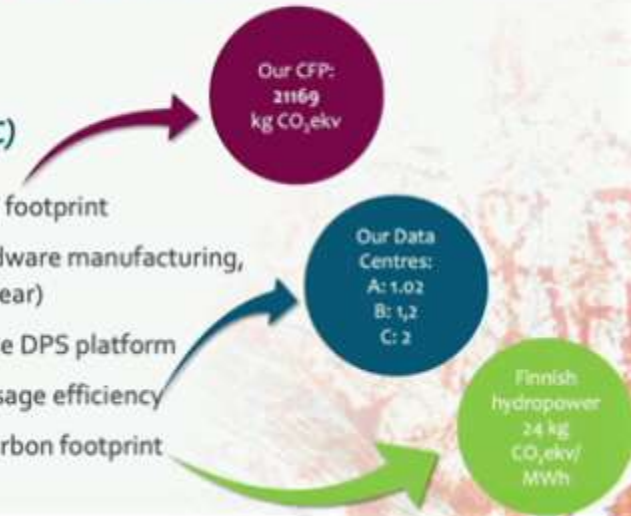 Our CFP:
21169
kg CO₂ekv
C)
footprint
lware manufacturing,
ear)
e DPS platform
sage efficiency
rbon footprint
Our Data
Centres:
A: 1.02
B: 1,2
C: 2
Finnish
hydropower
24 kg
CO₂ekv/
MWh